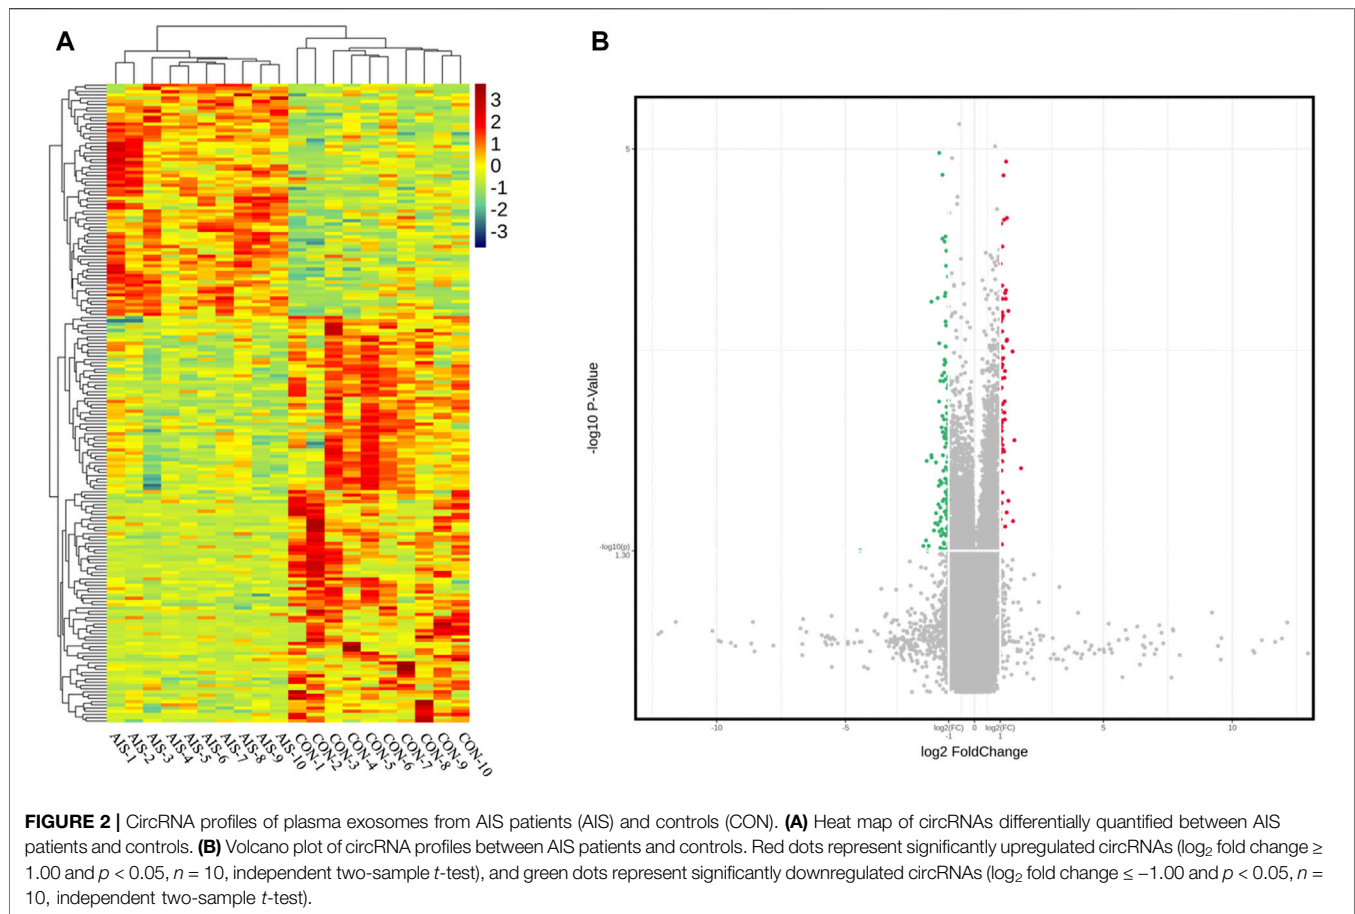 A
B
3
2
1
0
-1
-2
-3
AIS-1
AIS-2
AIS-3
AIS-4
AIS-5
AIS-6
AIS-7
AIS-8
AIS-9
AIS-10
CON-1
CON-2
CON-3
CON-4
CON-5
CON-6
CON-7
CON-8
CON-9
CON-10
-log10 P-Value
5
-log10(p)
1.30
-10
-5
log2(FC)
-1
0
log2(FC)
1
5
10
log2 FoldChange
FIGURE 2 | CircRNA profiles of plasma exosomes from AIS patients (AIS) and controls (CON). (A) Heat map of circRNAs differentially quantified between AIS
patients and controls. (B) Volcano plot of circRNA profiles between AIS patients and controls. Red dots represent significantly upregulated circRNAs (log₂ fold change ≥
1.00 and p < 0.05, n = 10, independent two-sample t-test), and green dots represent significantly downregulated circRNAs (log₂ fold change ≤ −1.00 and p < 0.05, n =
10, independent two-sample t-test).